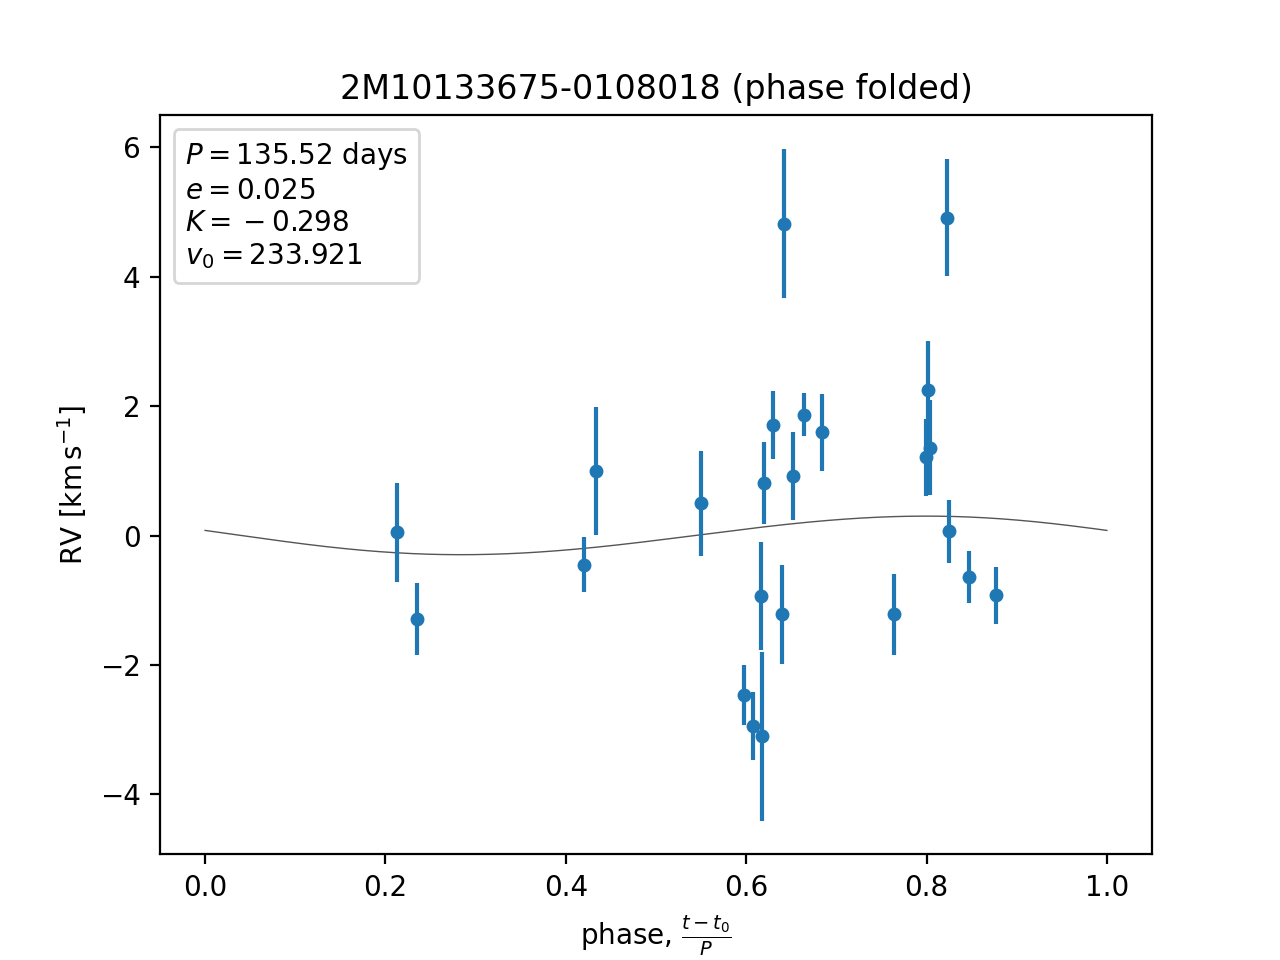 2M10133675-0108018 (phase folded)
P = 135.52 days
e = 0.025
K = −0.298
v₀ = 233.921
6
4
2
0
−2
−4
RV [km s⁻¹]
0.0 0.2 0.4 0.6 0.8 1.0
phase, (t − t₀)/P